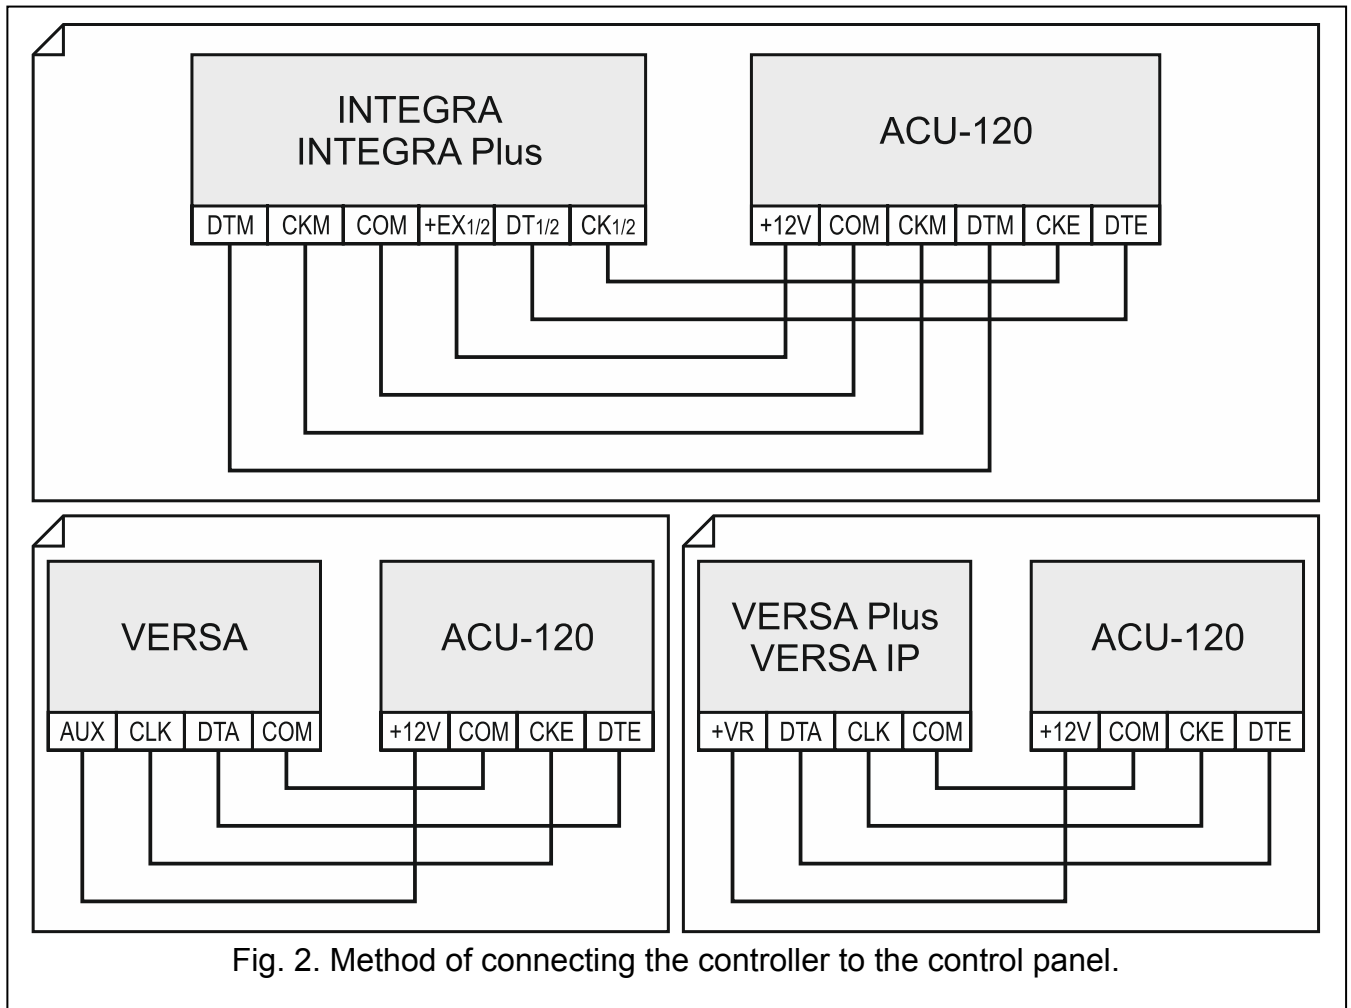 INTEGRA
INTEGRA Plus
ACU-120
DTM CKM COM +EX1/2 DT1/2 CK1/2
+12V COM CKM DTM CKE DTE
VERSA
ACU-120
AUX CLK DTA COM
+12V COM CKE DTE
VERSA Plus
VERSA IP
ACU-120
+VR DTA CLK COM
+12V COM CKE DTE
Fig. 2. Method of connecting the controller to the control panel.